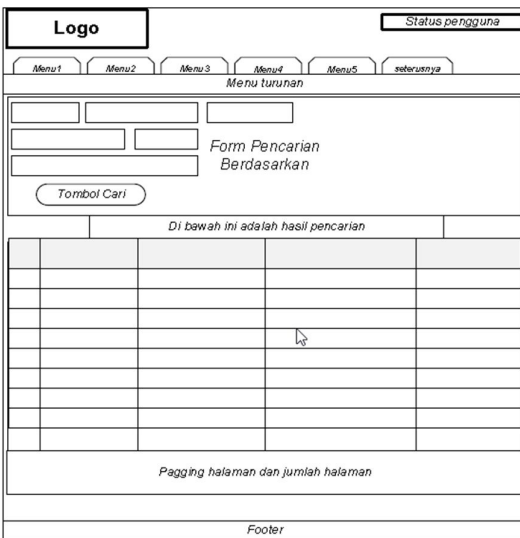 Logo
Status pengguna
Menu1 Menu2 Menu3 Menu4 Menu5 seterusnya
Menu turunan
Form Pencarian
Berdasarkan
Tombol Cari
Di bawah ini adalah hasil pencarian
Pagging halaman dan jumlah halaman
Footer